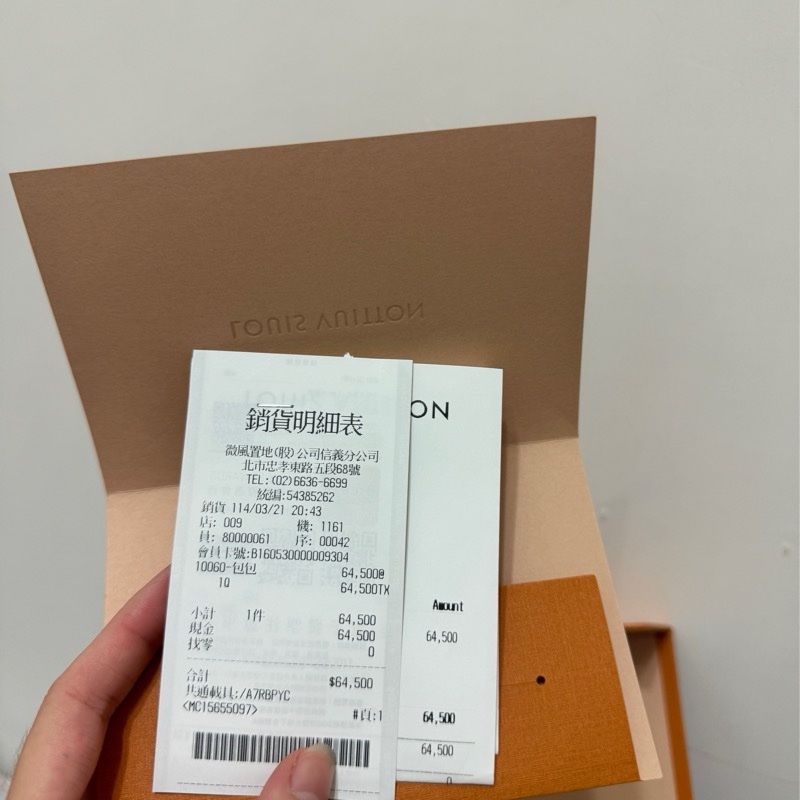 LOUIS VUITTON
ON
銷貨明細表
微風置地(股)公司信義分公司
北市忠孝東路五段68號
TEL:(02)6636-6699
統編:54385262
銷貨 114/03/21 20:43
店: 009 機: 1161
員: 80000061 序: 00042
會員卡號:B160530000009304
10060-包包 64,500@
1Q 64,500TX
小計 1件 64,500
現金 64,500
找零 0
合計 $64,500
共通載具:/A7RBPYC
<MC15655097> #頁:1
Amount
64,500
64,500
64,500
0